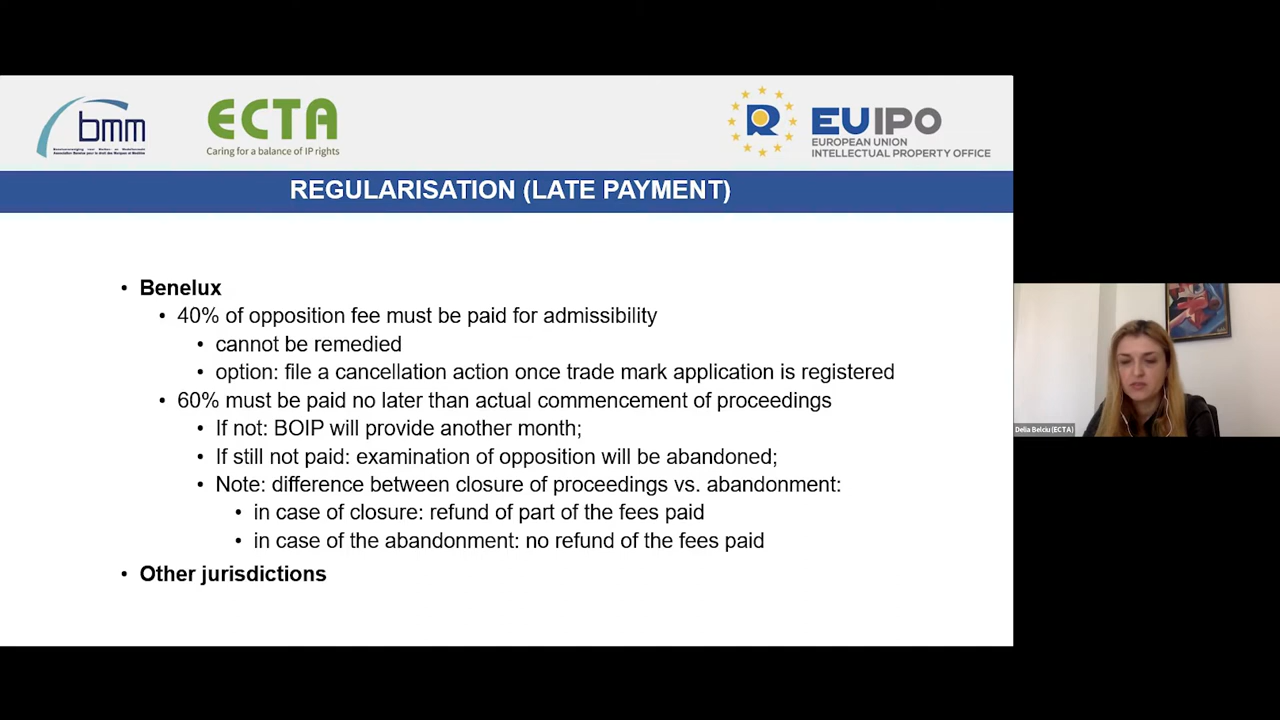 bmm
ECTA
Caring for a balance of IP rights
R
EUIPO
EUROPEAN UNION
INTELLECTUAL PROPERTY OFFICE
REGULARISATION (LATE PAYMENT)
• Benelux
• 40% of opposition fee must be paid for admissibility
• cannot be remedied
• option: file a cancellation action once trade mark application is registered
• 60% must be paid no later than actual commencement of proceedings
• If not: BOIP will provide another month;
• If still not paid: examination of opposition will be abandoned;
• Note: difference between closure of proceedings vs. abandonment:
• in case of closure: refund of part of the fees paid
• in case of the abandonment: no refund of the fees paid
• Other jurisdictions
Delia Belciu (ECTA)